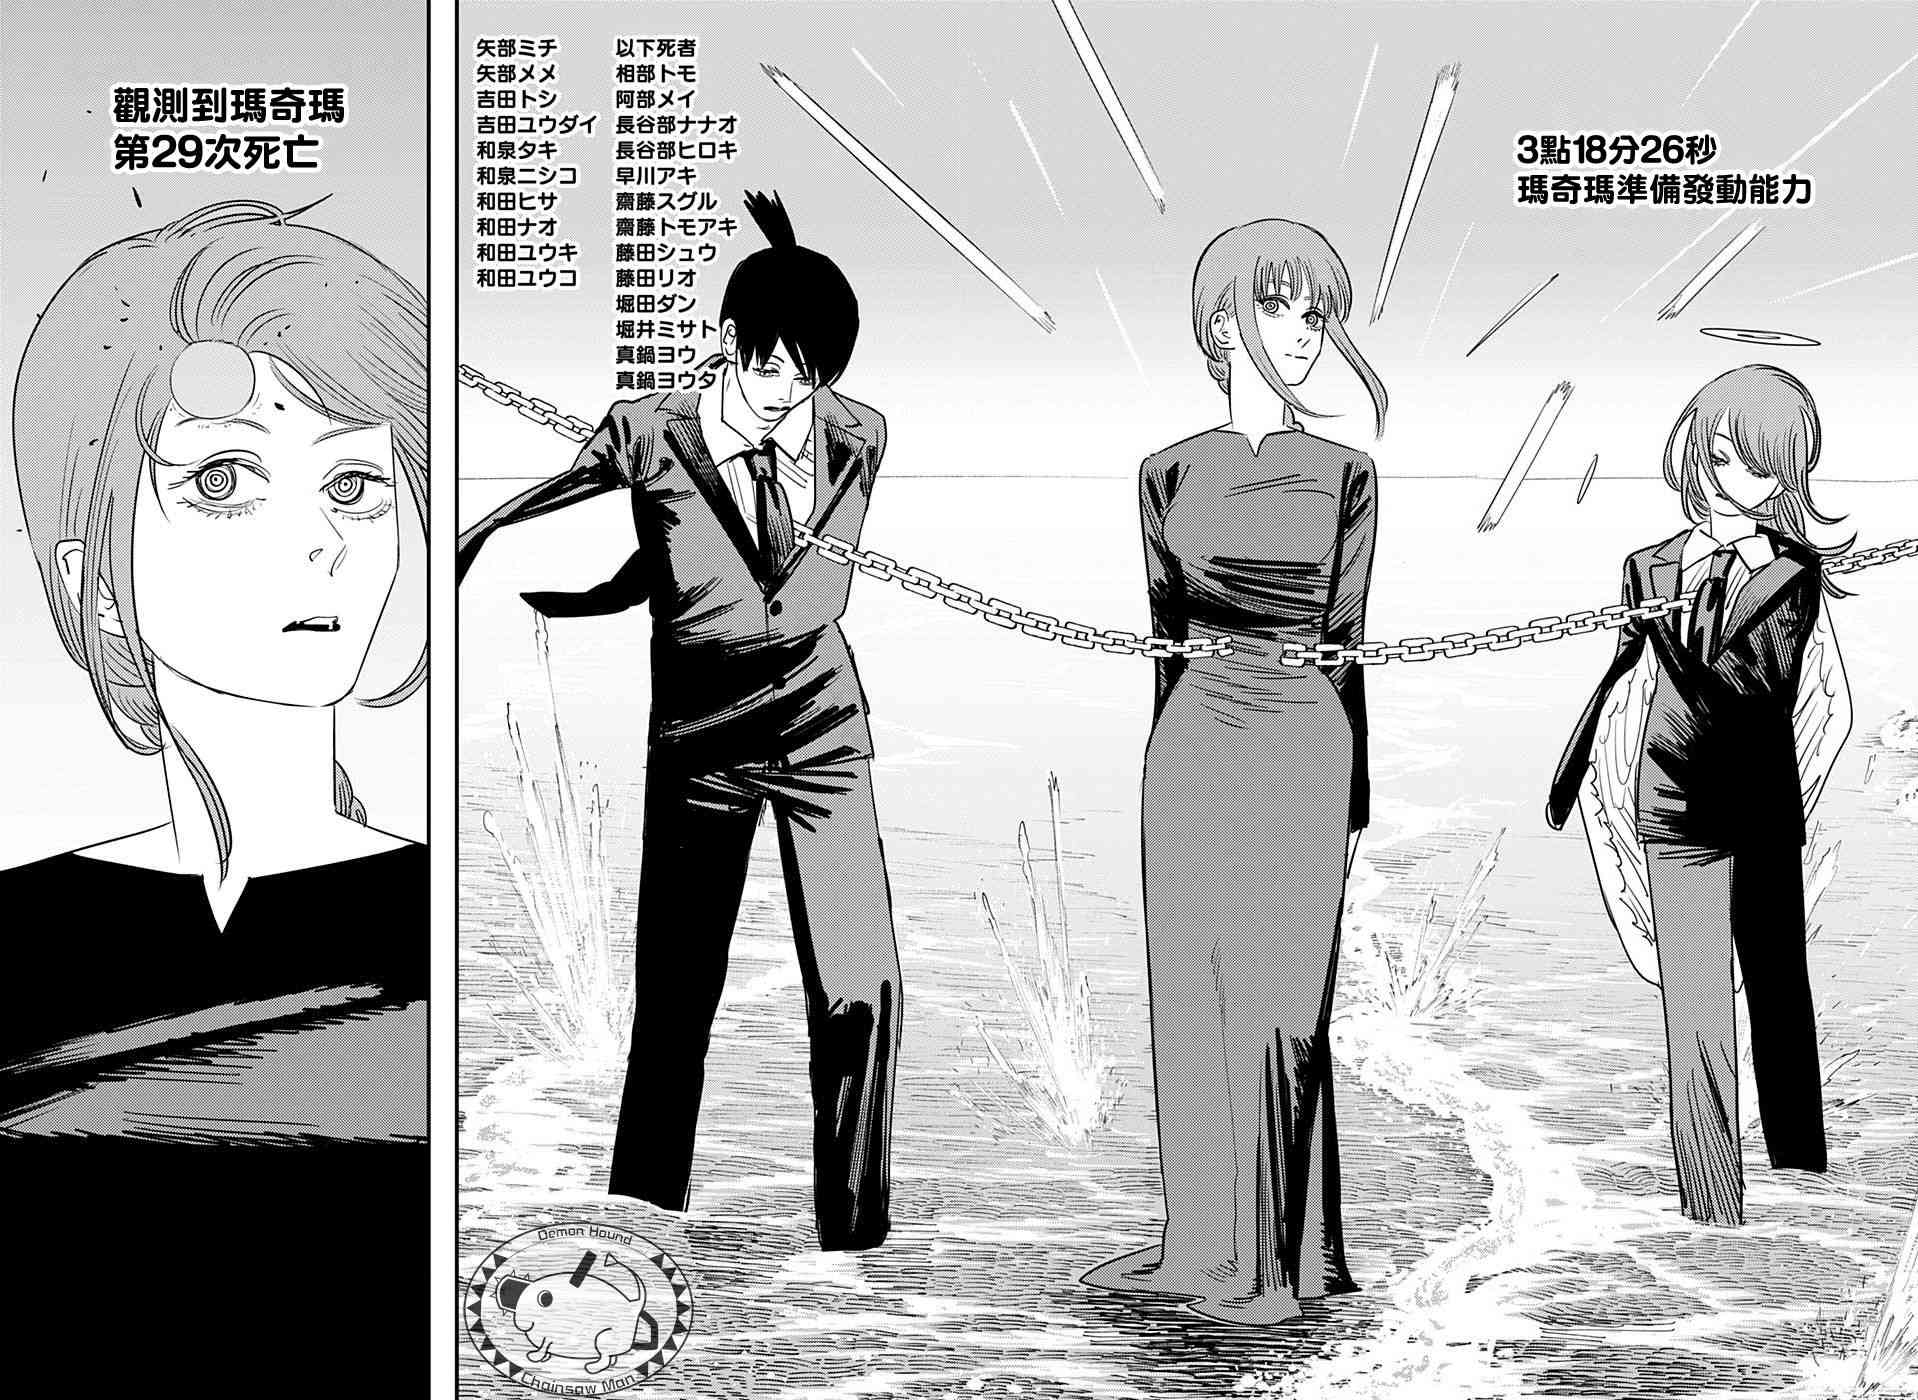 3點18分26秒
瑪奇瑪準備發動能力
以下死者
相部トモ
阿部メイ
長谷部ナナオ
長谷部ヒロキ
早川アキ
齋藤スグル
齋藤トモアキ
藤田シュウ
藤田リオ
堀田ダン
堀井ミサト
真鍋ヨウ
真鍋ヨウタ
矢部ミチ
矢部メメ
吉田トシ
吉田ユウダイ
和泉タキ
和泉ニシコ
和田ヒサ
和田ナオ
和田ユウキ
和田ユウコ
觀測到瑪奇瑪
第29次死亡
Demon Hound
Chainsaw Man